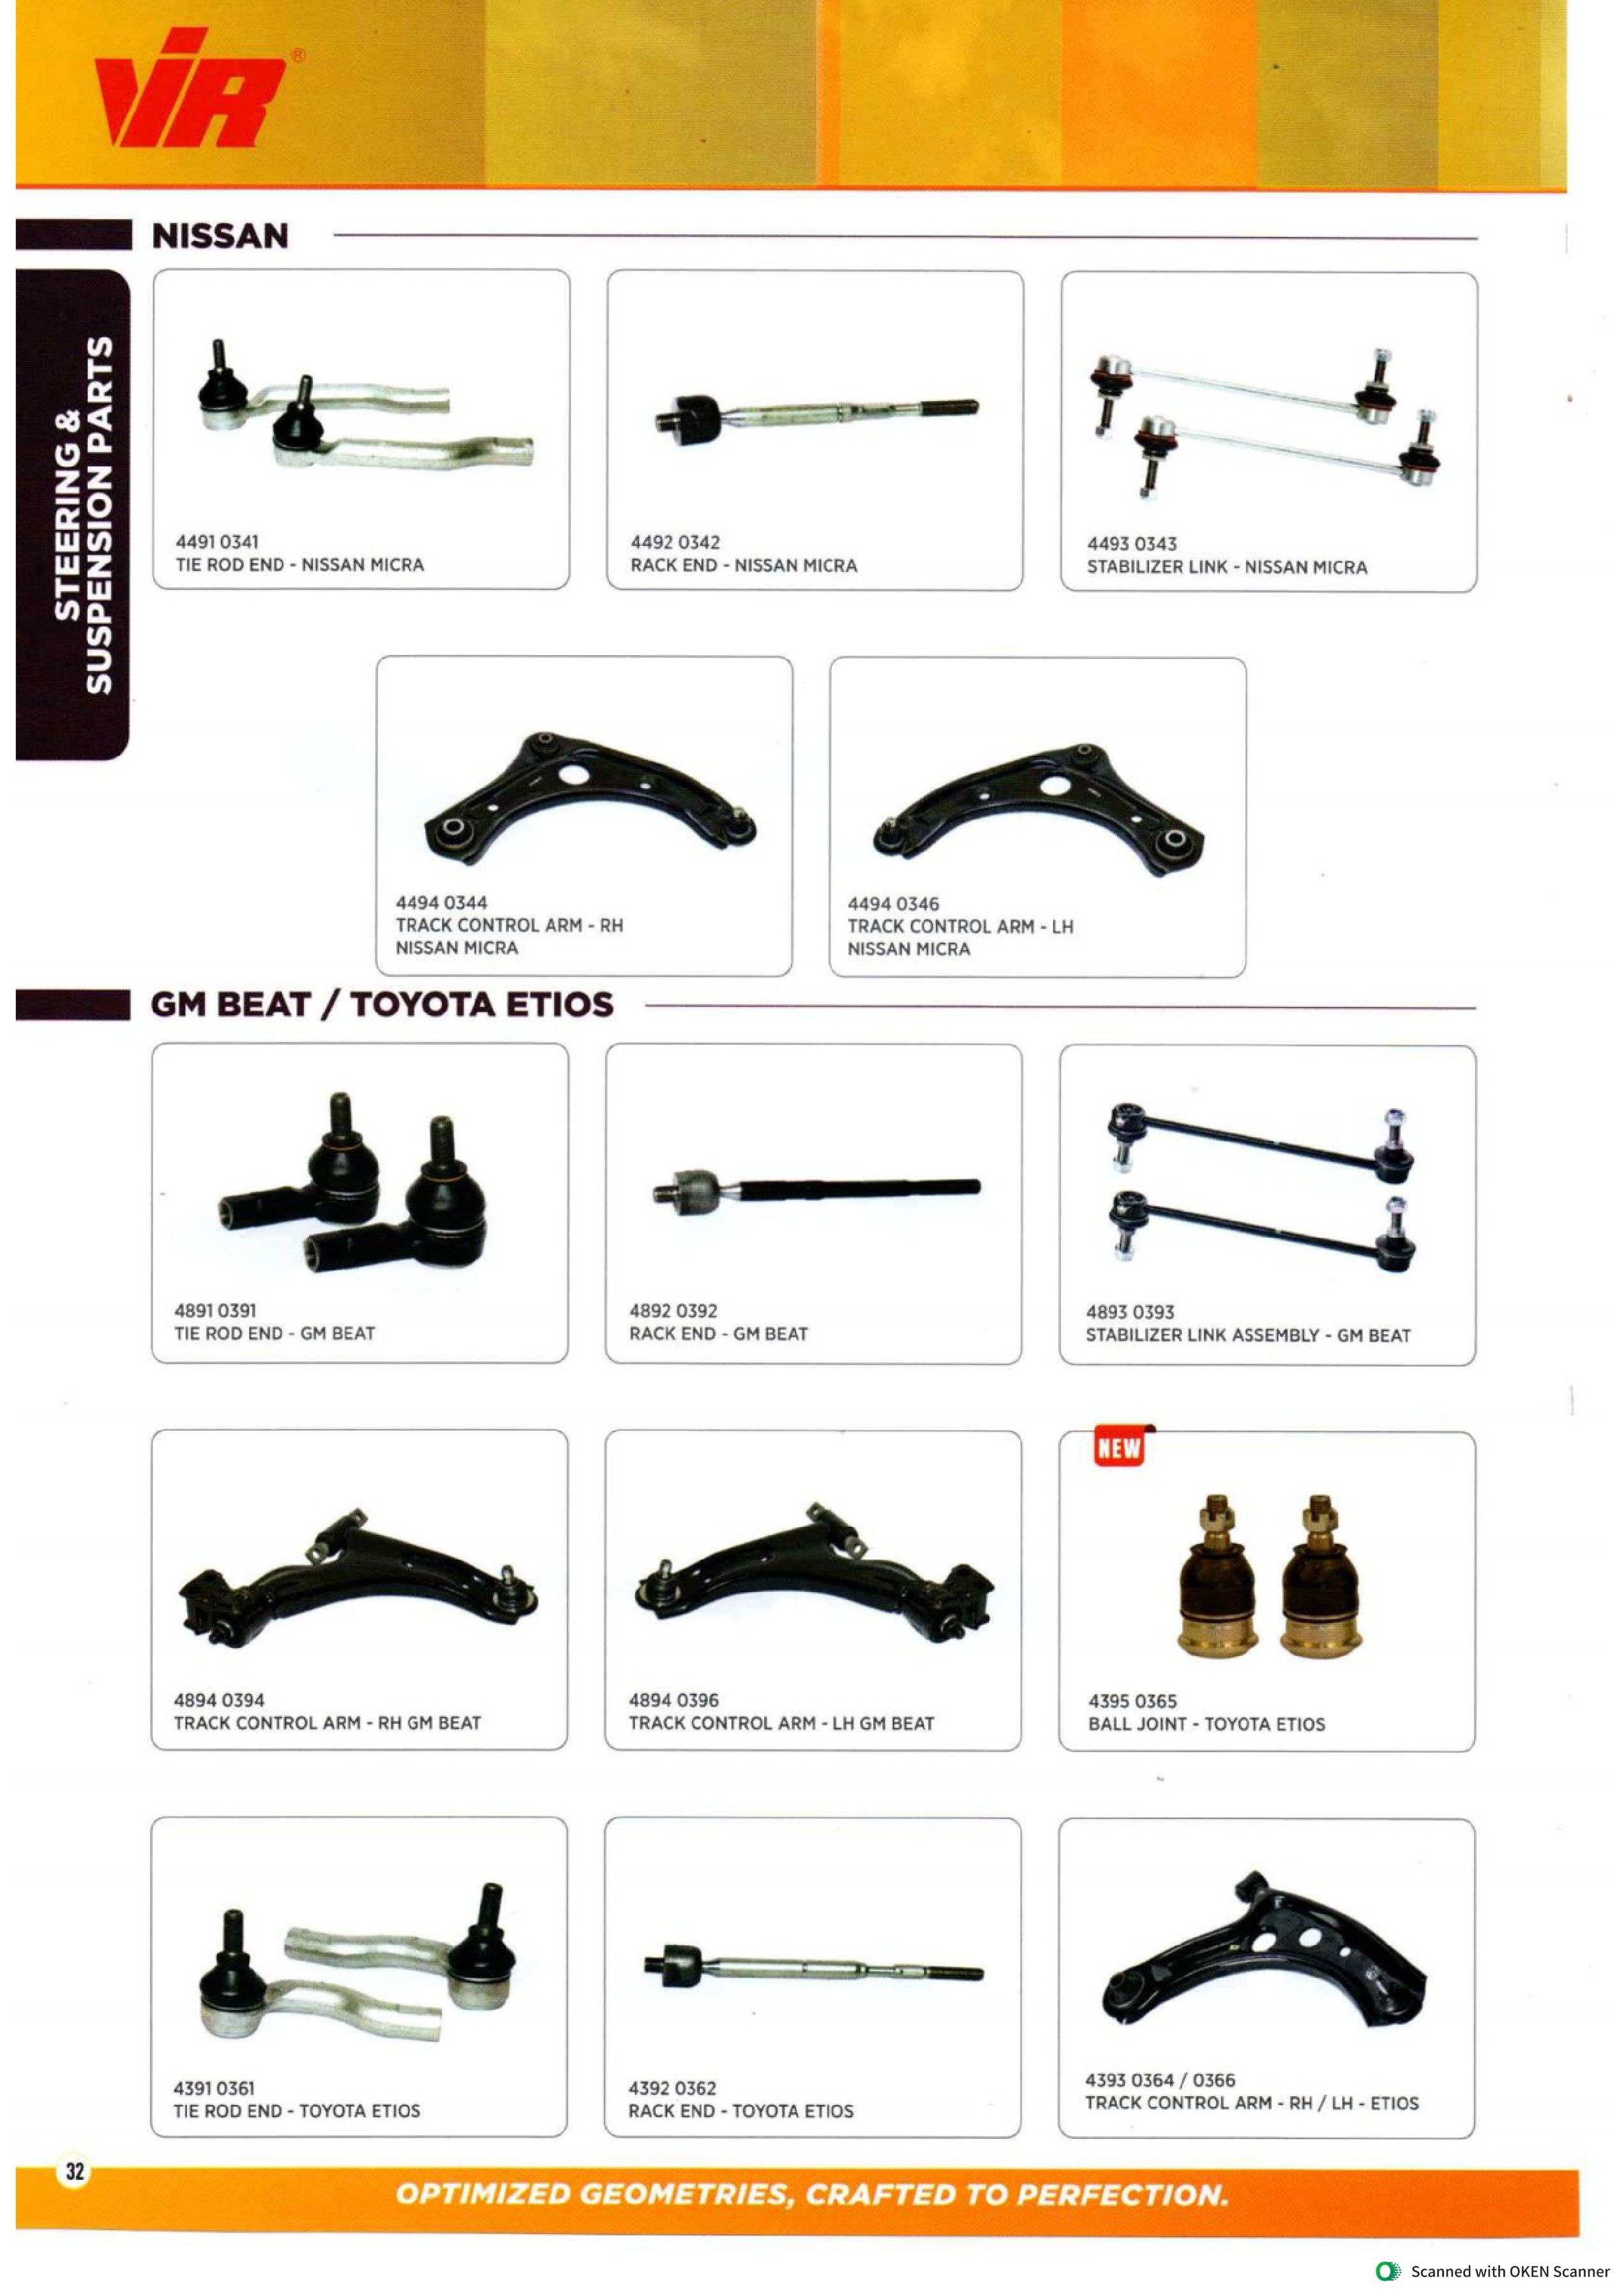 VIR®
NISSAN
STEERING &
SUSPENSION PARTS
4491 0341
TIE ROD END - NISSAN MICRA
4492 0342
RACK END - NISSAN MICRA
4493 0343
STABILIZER LINK - NISSAN MICRA
4494 0344
TRACK CONTROL ARM - RH
NISSAN MICRA
4494 0346
TRACK CONTROL ARM - LH
NISSAN MICRA
GM BEAT / TOYOTA ETIOS
4891 0391
TIE ROD END - GM BEAT
4892 0392
RACK END - GM BEAT
4893 0393
STABILIZER LINK ASSEMBLY - GM BEAT
4894 0394
TRACK CONTROL ARM - RH GM BEAT
4894 0396
TRACK CONTROL ARM - LH GM BEAT
NEW
4395 0365
BALL JOINT - TOYOTA ETIOS
4391 0361
TIE ROD END - TOYOTA ETIOS
4392 0362
RACK END - TOYOTA ETIOS
4393 0364 / 0366
TRACK CONTROL ARM - RH / LH - ETIOS
32
OPTIMIZED GEOMETRIES, CRAFTED TO PERFECTION.
Scanned with OKEN Scanner